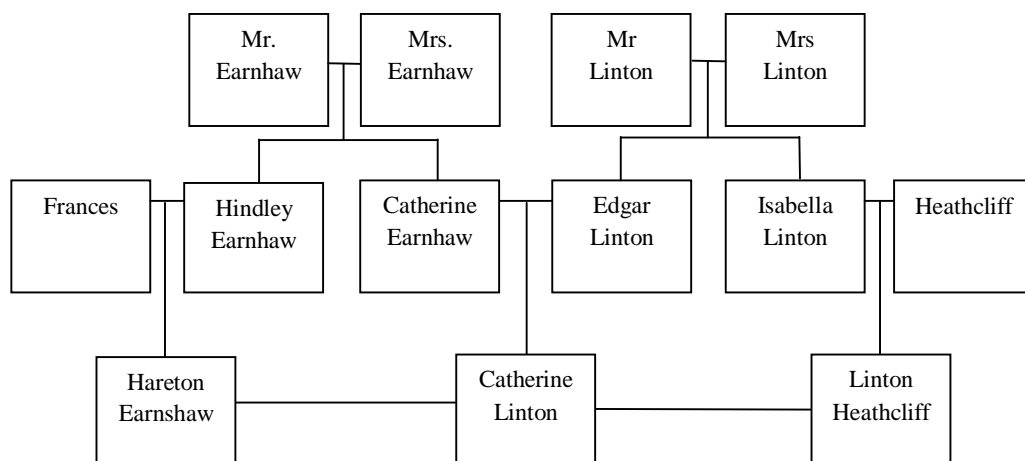 Mr.
Earnhaw
Mrs.
Earnhaw
Mr
Linton
Mrs
Linton
Frances
Hindley
Earnhaw
Catherine
Earnhaw
Edgar
Linton
Isabella
Linton
Heathcliff
Hareton
Earnshaw
Catherine
Linton
Linton
Heathcliff